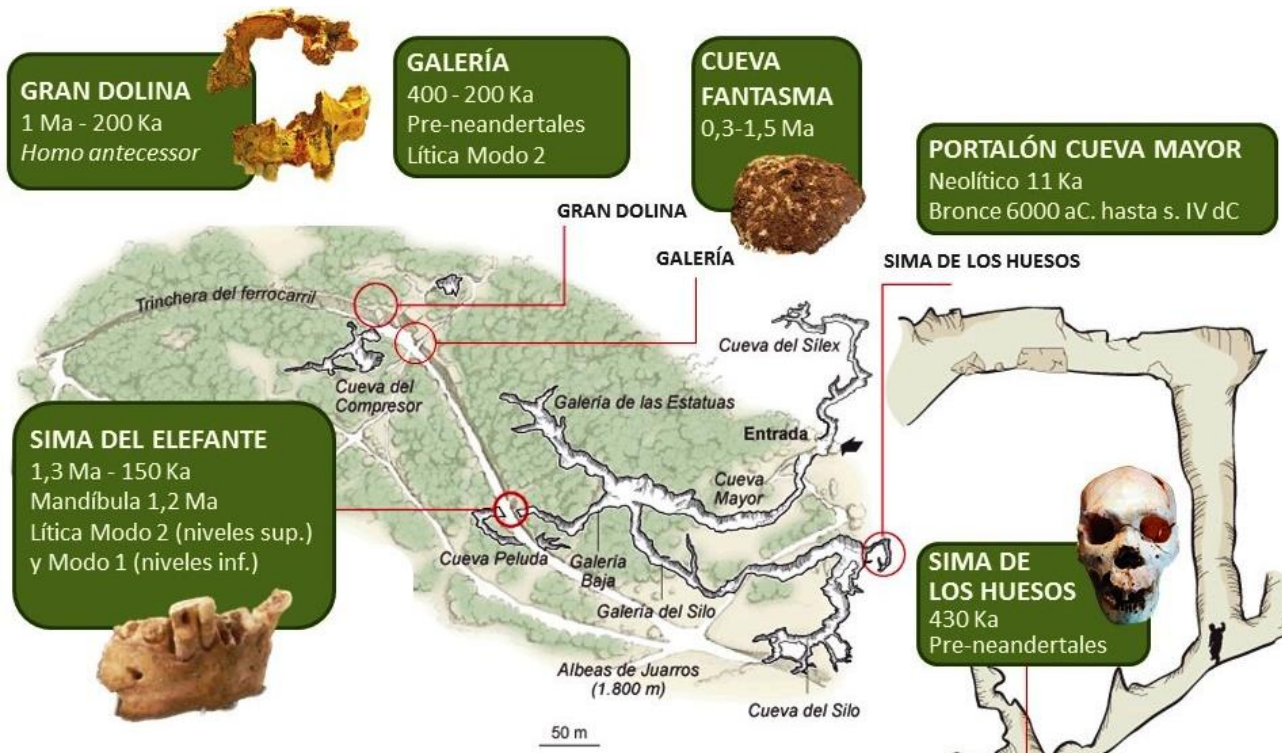 GRAN DOLINA
1 Ma - 200 Ka
Homo antecessor
GALERÍA
400 - 200 Ka
Pre-neandertales
Lítica Modo 2
CUEVA
FANTASMA
0,3-1,5 Ma
PORTALÓN CUEVA MAYOR
Neolítico 11 Ka
Bronce 6000 aC. hasta s. IV dC
GRAN DOLINA
GALERÍA
SIMA DE LOS HUESOS
Trinchera del ferrocarril
Cueva del
Compresor
Cueva del Sílex
Galería de las Estatuas
Entrada
Cueva
Mayor
SIMA DEL ELEFANTE
1,3 Ma - 150 Ka
Mandíbula 1,2 Ma
Lítica Modo 2 (niveles sup.)
y Modo 1 (niveles inf.)
Cueva Peluda
Galería
Baja
Galería del Silo
SIMA DE
LOS HUESOS
430 Ka
Pre-neandertales
Albeas de Juarros
(1.800 m)
Cueva del Silo
50 m